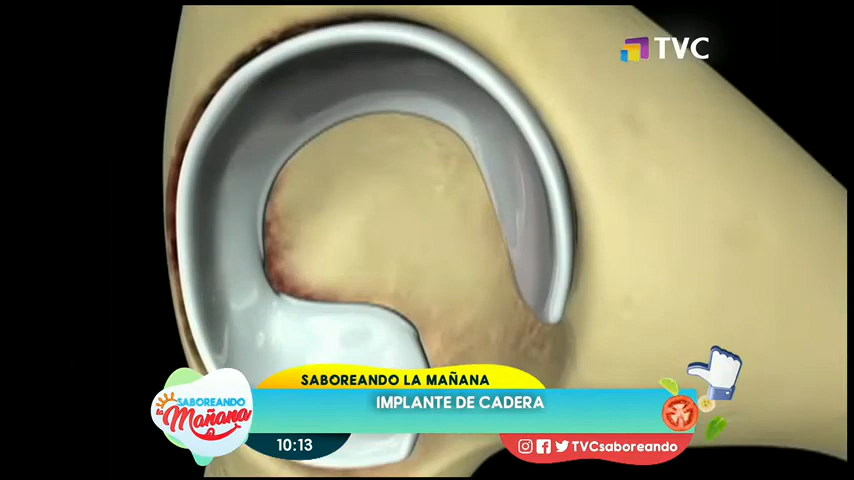 TVC
SABOREANDO LA MAÑANA
IMPLANTE DE CADERA
SABOREANDO
la Mañana
10:13
TVCsaboreando